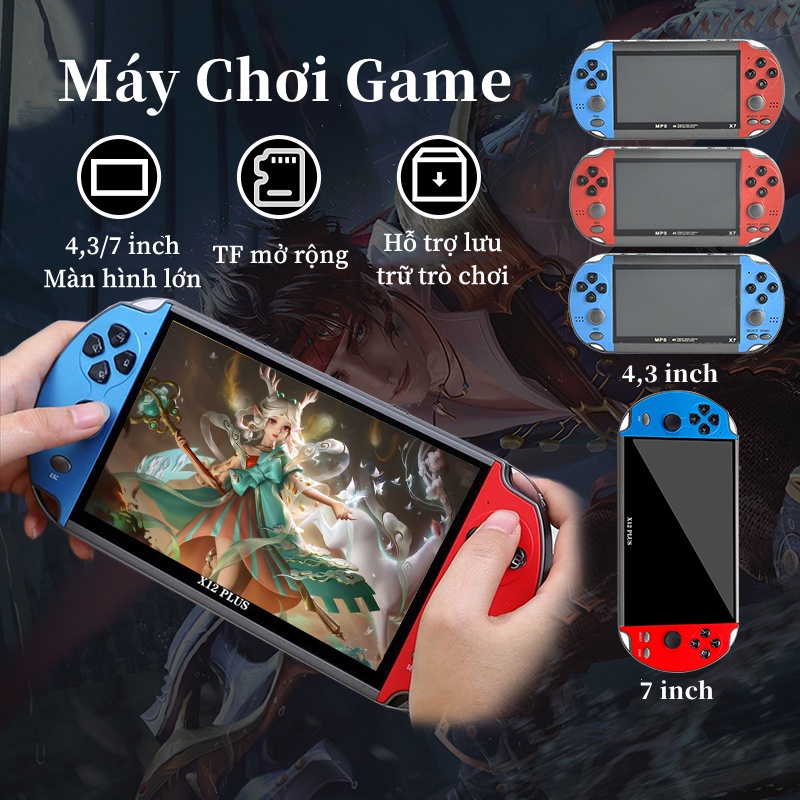 Máy Chơi Game
4,3/7 inch
Màn hình lớn
TF mở rộng
Hỗ trợ lưu
trữ trò chơi
MP5
X7
MP5
X7
MP5
X7
4,3 inch
X12 PLUS
X12 PLUS
7 inch